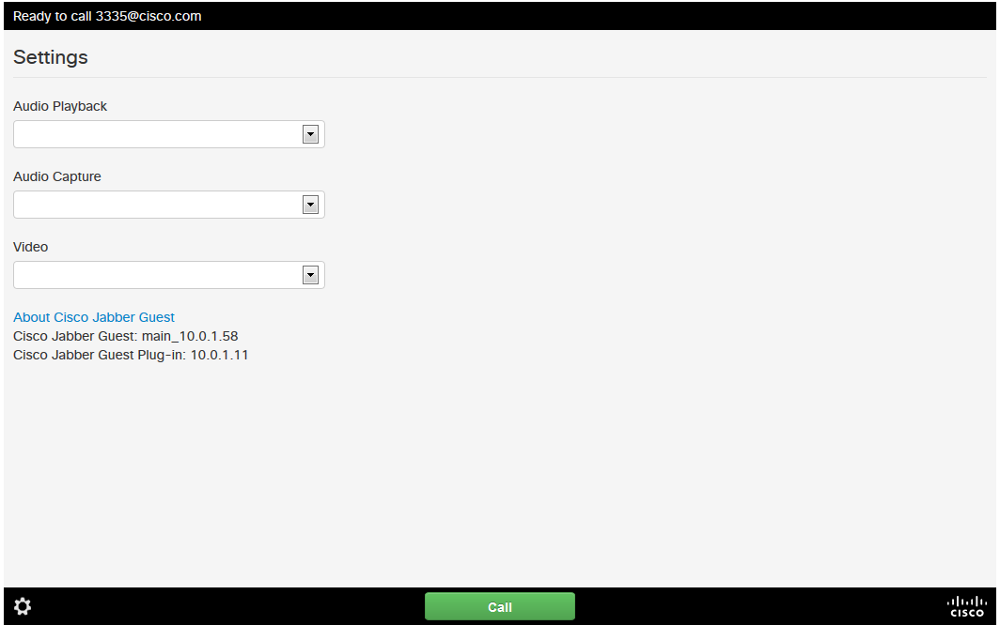 Ready to call 3335@cisco.com
Settings
Audio Playback
Audio Capture
Video
About Cisco Jabber Guest
Cisco Jabber Guest: main_10.0.1.58
Cisco Jabber Guest Plug-in: 10.0.1.11
Call
CISCO